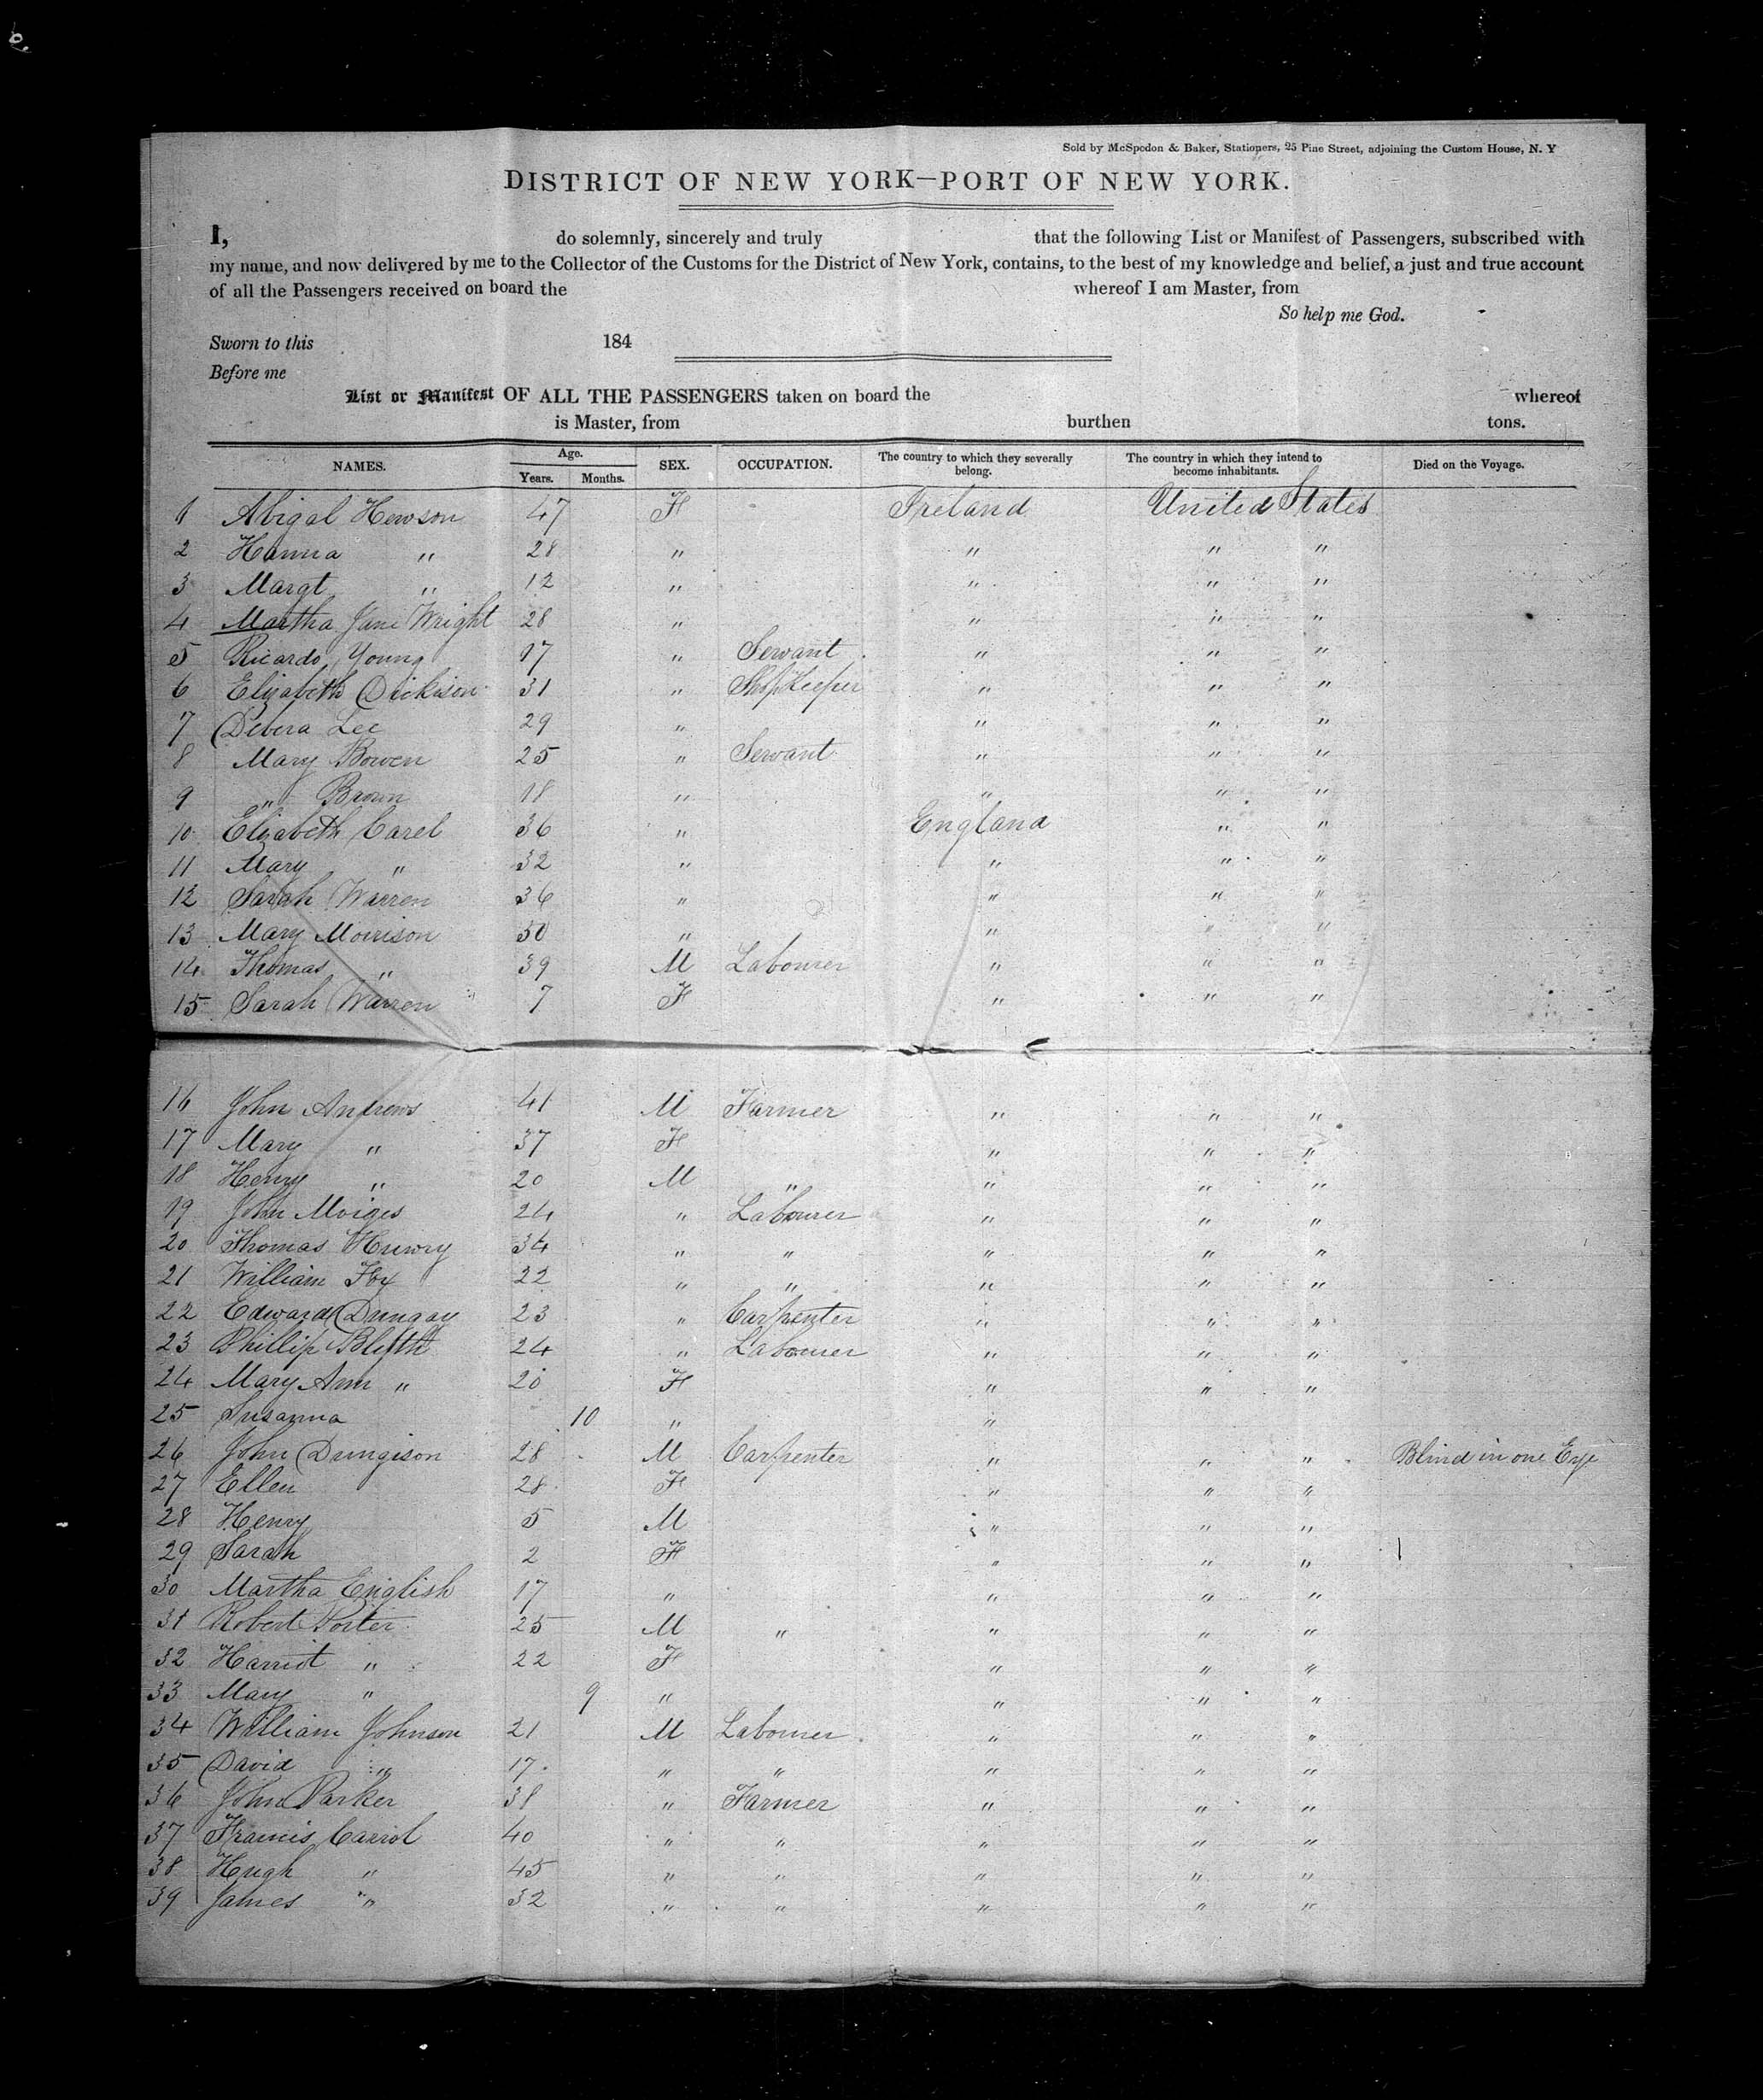 6.
Sold by McSpedon & Baker, Stationers, 25 Pine Street, adjoining the Custom House, N. Y
DISTRICT OF NEW YORK—PORT OF NEW YORK.
I, do solemnly, sincerely and truly that the following List or Manifest of Passengers, subscribed with
my name, and now delivered by me to the Collector of the Customs for the District of New York, contains, to the best of my knowledge and belief, a just and true account
of all the Passengers received on board the whereof I am Master, from
So help me God.
Sworn to this 184
Before me
List or Manifest OF ALL THE PASSENGERS taken on board the whereof
is Master, from burthen tons.
NAMES. Age. Years. Months. SEX. OCCUPATION. The country to which they severally belong. The country in which they intend to become inhabitants. Died on the Voyage.
1 Abigal Hewson 47 F Ireland United States
2 Hanna " 28 " " " "
3 Margt " 12 " " " "
4 Martha Jane Wright 28 " " " "
5 Ricardo Young 17 " Servant " " "
6 Elizabeth Dickison 31 " ShopKeeper " " "
7 Debera Lee 29 " " " "
8 Mary Bowen 25 " Servant " " "
9 " Brown 18 " " " "
10 Elizabeth Carel 36 " England " "
11 Mary " 32 " " " "
12 Sarah Warren 36 " " " "
13 Mary Morrison 50 " " " "
14 Thomas " 39 M Labourer " " "
15 Sarah Warren 7 F " " "
16 John Andrews 41 M Farmer " " "
17 Mary " 37 F " " "
18 Henry " 20 M " " " "
19 John 24 " Labourer " " "
20 Thomas 34 " " " " "
21 William Fox 22 " " " " "
22 Edward Dungay 23 " Carpenter " " "
23 Phillip Blifth 24 " Labourer " " "
24 Mary Ann " 20 F " " "
25 Susanna 10 " "
26 John Dungison 28 M Carpenter " " " Blind in one Eye
27 Ellen 28 F " " "
28 Henry 5 M " " "
29 Sarah 2 F " " "
30 Martha English 17 " " " "
31 Robert Porter 25 M " " " "
32 Harriot " 22 F " " "
33 Mary " 9 " " " "
34 William Johnson 21 M Labourer " " "
35 David " 17 " " " " "
36 John Parker 38 " Farmer " " "
37 Francis Carrol 40 " " " " "
38 Hugh " 45 " " " " "
39 James " 32 " " " " "